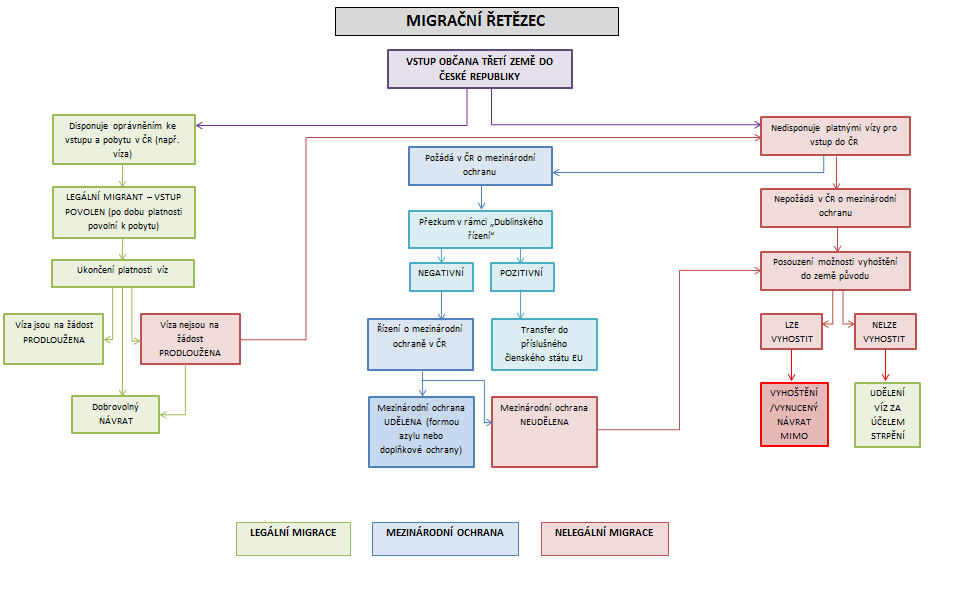 MIGRAČNÍ ŘETĚZEC
VSTUP OBČANA TŘETÍ ZEMĚ DO
ČESKÉ REPUBLIKY
Disponuje oprávněním ke
vstupu a pobytu v ČR (např.
víza)
LEGÁLNÍ MIGRANT – VSTUP
POVOLEN (po dobu platnosti
povolní k pobytu)
Ukončení platnosti víz
Víza jsou na žádost
PRODLOUŽENA
Víza nejsou na
žádost
PRODLOUŽENA
Dobrovolný
NÁVRAT
Požádá v ČR o mezinárodní
ochranu
Přezkum v rámci „Dublinského
řízení“
NEGATIVNÍ
POZITIVNÍ
Řízení o mezinárodní
ochraně v ČR
Transfer do
příslušného
členského státu EU
Mezinárodní ochrana
UDĚLENA (formou
azylu nebo
doplňkové ochrany)
Mezinárodní ochrana
NEUDĚLENA
Nedisponuje platnými vízy pro
vstup do ČR
Nepožádá v ČR o mezinárodní
ochranu
Posouzení možnosti vyhoštění
do země původu
LZE
VYHOSTIT
NELZE
VYHOSTIT
VYHOŠTĚNÍ
/VYNUCENÝ
NÁVRAT
MIMO
UDĚLENÍ
VÍZ ZA
ÚČELEM
STRPĚNÍ
LEGÁLNÍ MIGRACE
MEZINÁRODNÍ OCHRANA
NELEGÁLNÍ MIGRACE